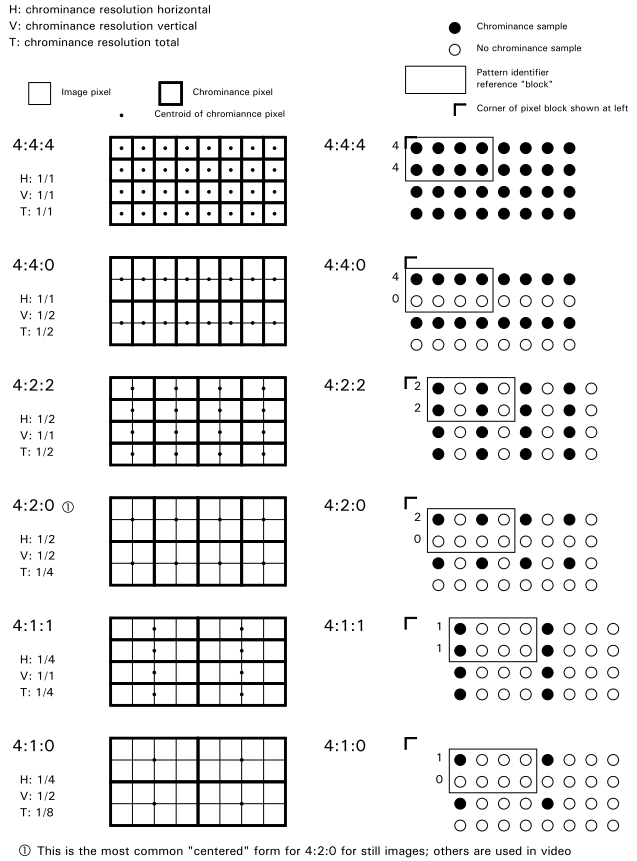 H: chrominance resolution horizontal
V: chrominance resolution vertical
T: chrominance resolution total
Chrominance sample
No chrominance sample
Image pixel
Chrominance pixel
Centroid of chromiannce pixel
Pattern identifier
reference "block"
Corner of pixel block shown at left
4:4:4
H: 1/1
V: 1/1
T: 1/1
4:4:4
4
4
4:4:0
H: 1/1
V: 1/2
T: 1/2
4:4:0
4
0
4:2:2
H: 1/2
V: 1/1
T: 1/2
4:2:2
2
2
4:2:0 ①
H: 1/2
V: 1/2
T: 1/4
4:2:0
2
0
4:1:1
H: 1/4
V: 1/1
T: 1/4
4:1:1
1
1
4:1:0
H: 1/4
V: 1/2
T: 1/8
4:1:0
1
0
① This is the most common "centered" form for 4:2:0 for still images; others are used in video